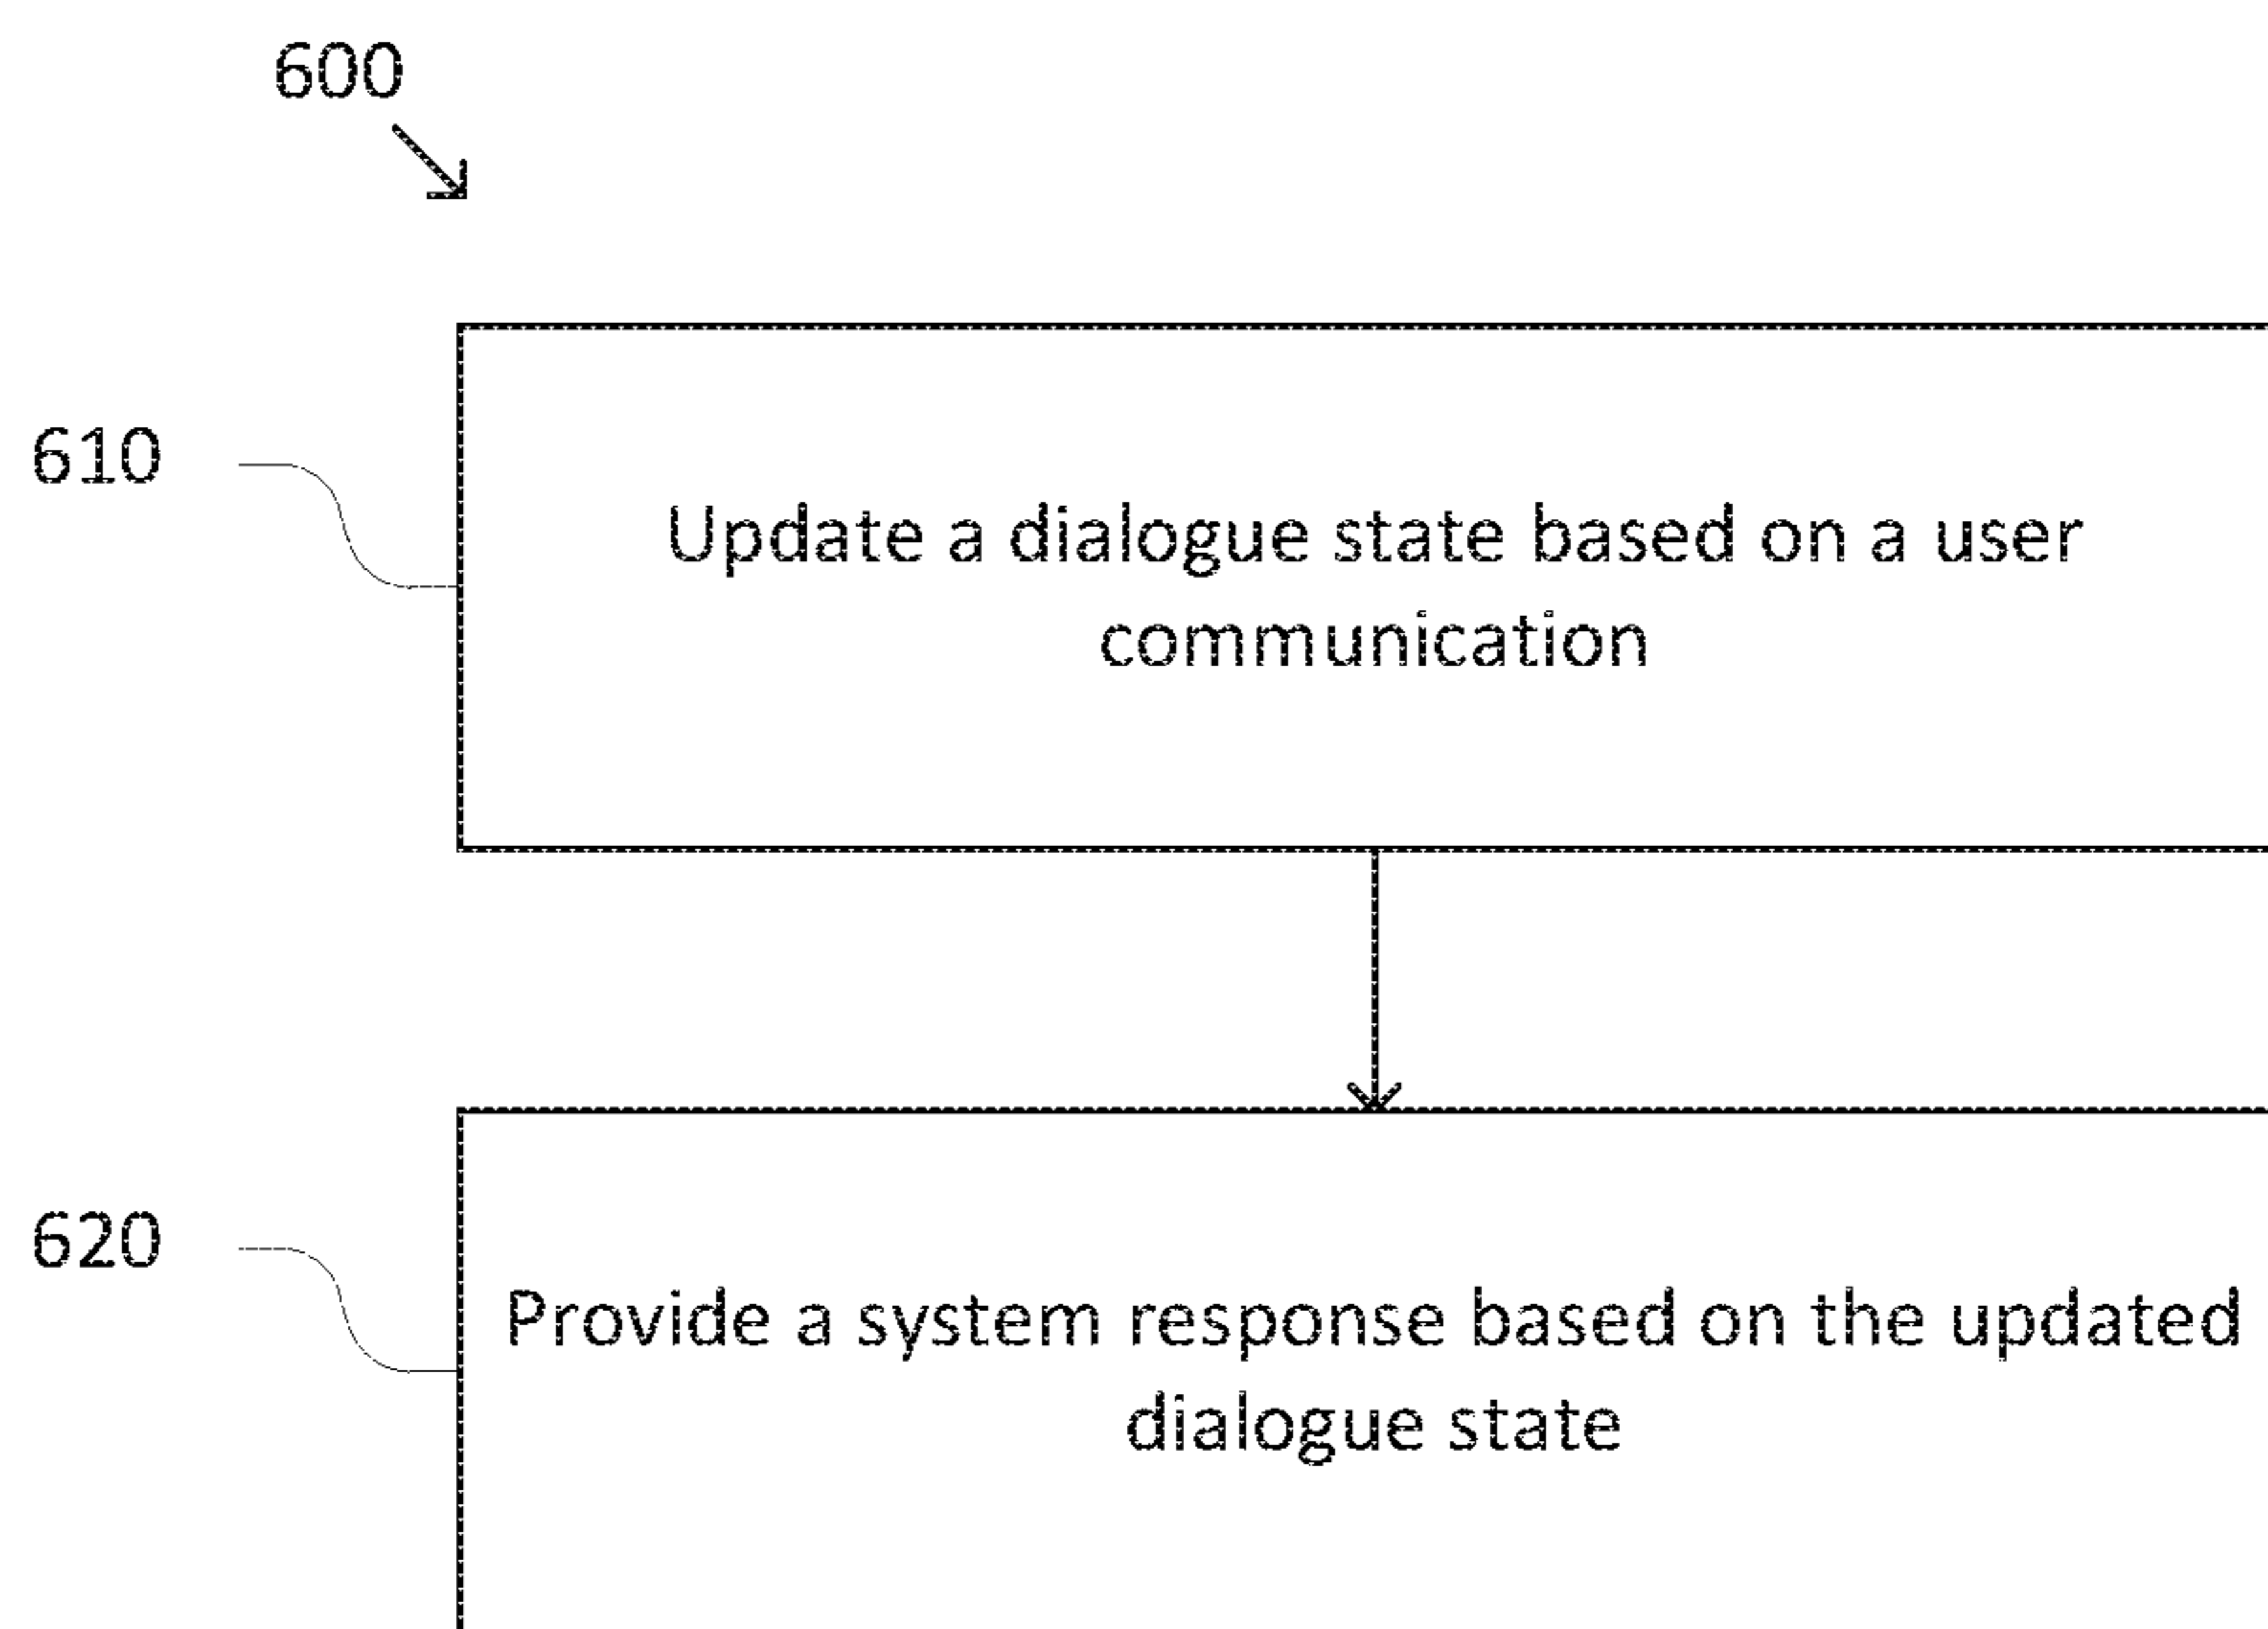 600
610
Update a dialogue state based on a user
communication
620
Provide a system response based on the updated
dialogue state